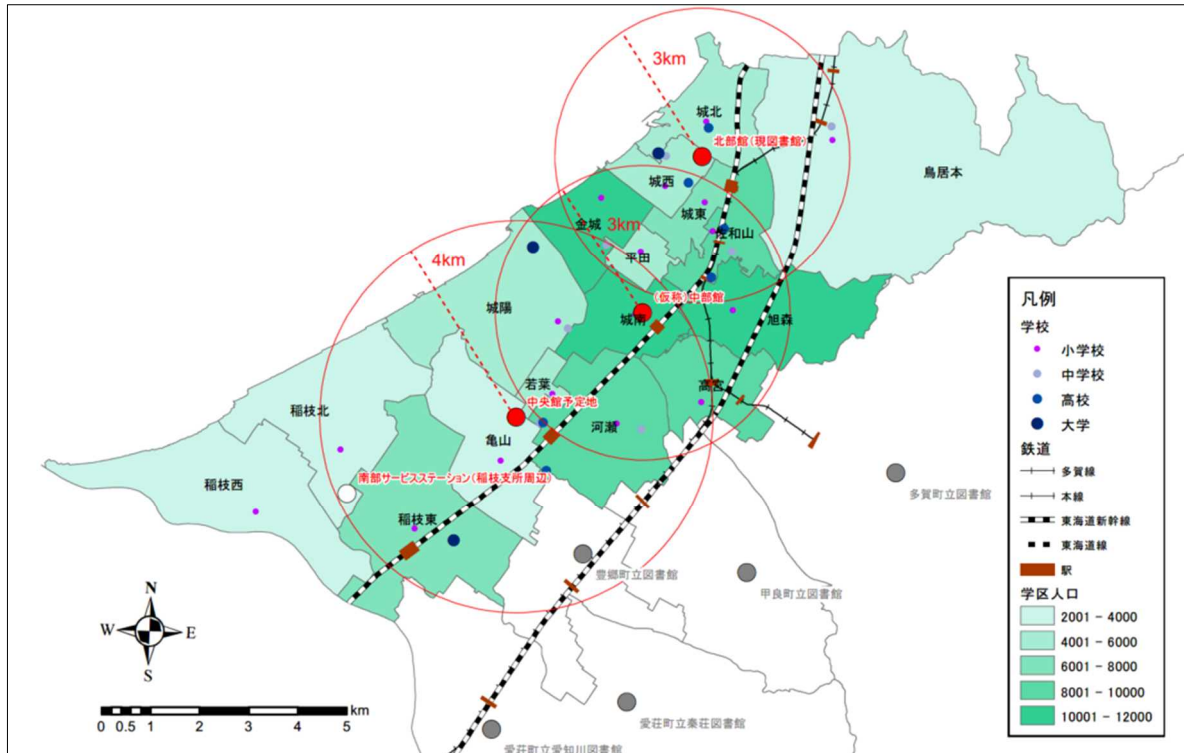 3km
城北
北部館(現図書館)
鳥居本
城西
城東
金城
3km
佐和山
平田
4km
(仮称)中部館
城陽
城南
旭森
若葉
高宮
中央館予定地
稲枝北
河瀬
亀山
南部サービスステーション(稲枝支所周辺)
稲枝西
稲枝東
多賀町立図書館
豊郷町立図書館
甲良町立図書館
愛荘町立秦荘図書館
愛荘町立愛知川図書館
N
W
E
S
km
0 0.5 1 2 3 4 5
凡例
学校
小学校
中学校
高校
大学
鉄道
多賀線
本線
東海道新幹線
東海道線
駅
学区人口
2001 - 4000
4001 - 6000
6001 - 8000
8001 - 10000
10001 - 12000